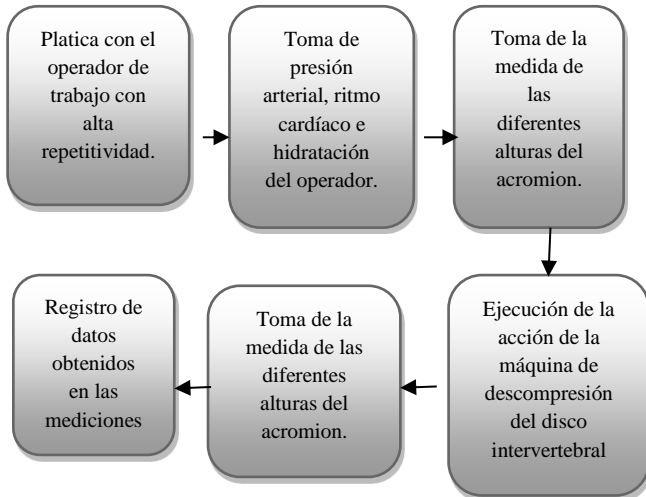 Platica con el
operador de
trabajo con
alta
repetitividad.
Toma de
presión
arterial, ritmo
cardíaco e
hidratación
del operador.
Toma de la
medida de
las
diferentes
alturas del
acromion.
Ejecución de la
acción de la
máquina de
descompresión
del disco
intervertebral
Toma de la
medida de las
diferentes
alturas del
acromion.
Registro de
datos
obtenidos
en las
mediciones